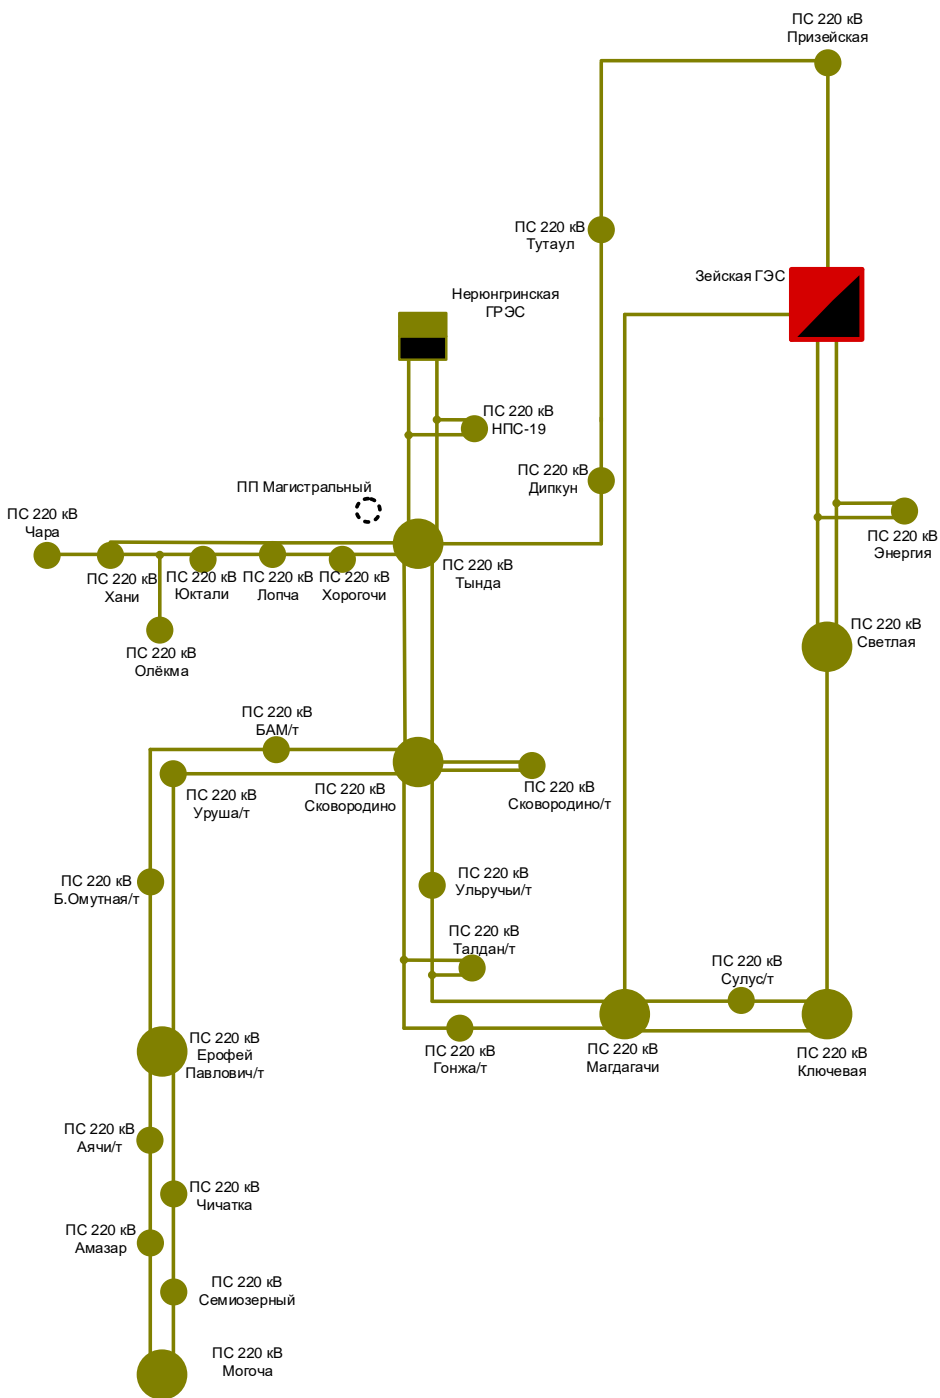 ПС 220 кВ
Призейская
ПС 220 кВ
Тутаул
Зейская ГЭС
Нерюнгринская
ГРЭС
ПС 220 кВ
НПС-19
ПС 220 кВ
Дипкун
ПП Магистральный
ПС 220 кВ
Чара
ПС 220 кВ
Энергия
ПС 220 кВ
Хани
ПС 220 кВ
Юктали
ПС 220 кВ
Лопча
ПС 220 кВ
Хорогочи
ПС 220 кВ
Тында
ПС 220 кВ
Светлая
ПС 220 кВ
Олёкма
ПС 220 кВ
БАМ/т
ПС 220 кВ
Уруша/т
ПС 220 кВ
Сковородино
ПС 220 кВ
Сковородино/т
ПС 220 кВ
Б.Омутная/т
ПС 220 кВ
Ульручьи/т
ПС 220 кВ
Талдан/т
ПС 220 кВ
Сулус/т
ПС 220 кВ
Ерофей
Павлович/т
ПС 220 кВ
Гонжа/т
ПС 220 кВ
Магдагачи
ПС 220 кВ
Ключевая
ПС 220 кВ
Аячи/т
ПС 220 кВ
Чичатка
ПС 220 кВ
Амазар
ПС 220 кВ
Семиозерный
ПС 220 кВ
Могоча